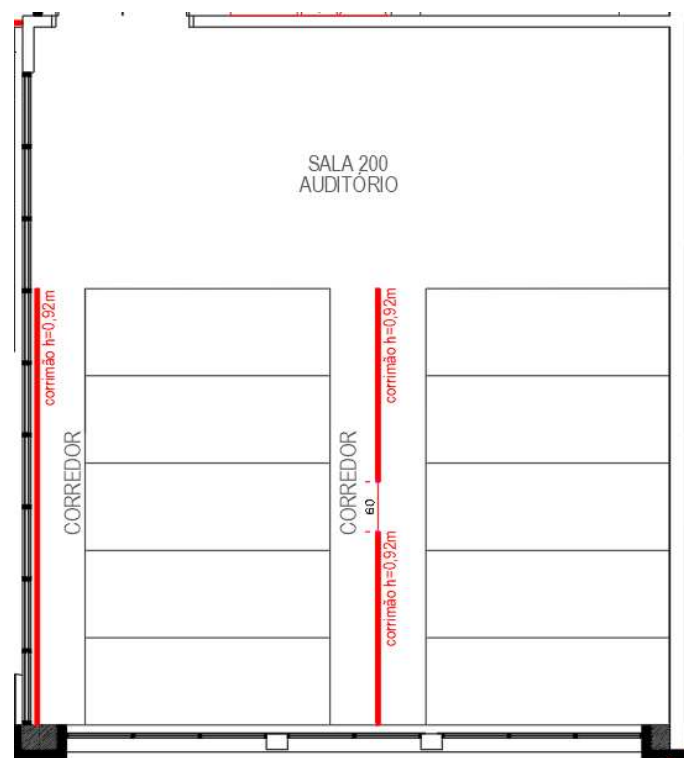 SALA 200
AUDITÓRIO
corrimão h=0,92m
corrimão h=0,92m
CORREDOR
CORREDOR
60
corrimão h=0,92m